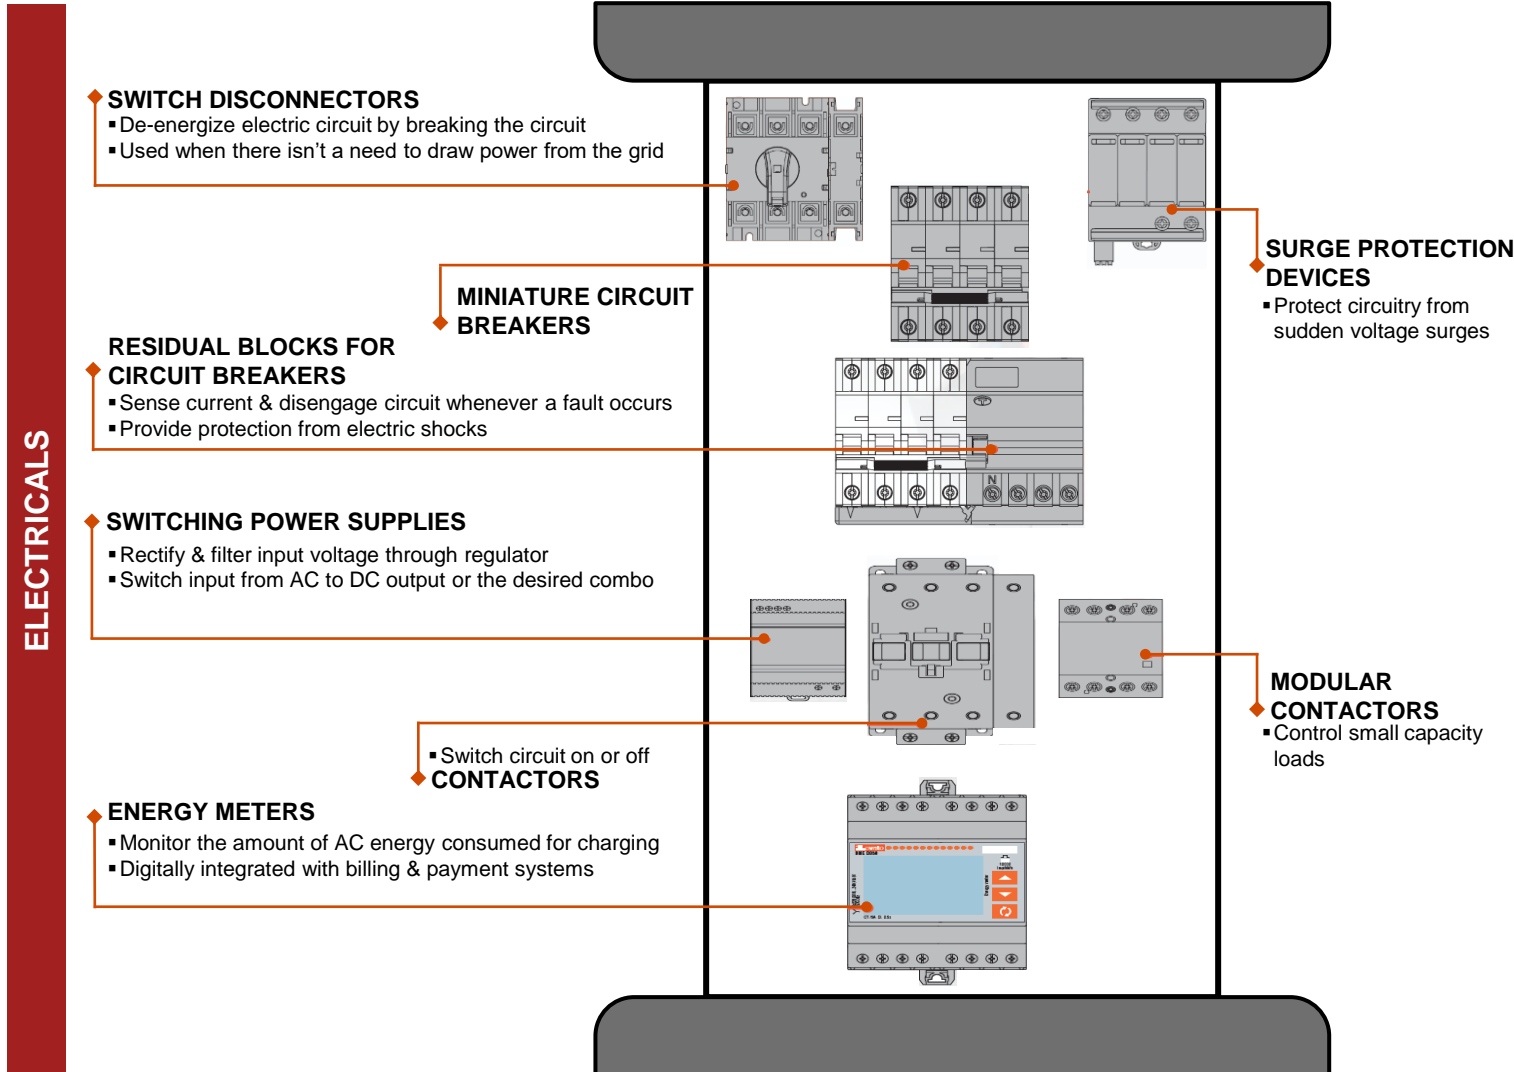 ELECTRICALS
SWITCH DISCONNECTORS
▪De-energize electric circuit by breaking the circuit
▪Used when there isn’t a need to draw power from the grid
MINIATURE CIRCUIT
BREAKERS
SURGE PROTECTION
DEVICES
▪Protect circuitry from
sudden voltage surges
RESIDUAL BLOCKS FOR
CIRCUIT BREAKERS
▪Sense current & disengage circuit whenever a fault occurs
▪Provide protection from electric shocks
N
SWITCHING POWER SUPPLIES
▪Rectify & filter input voltage through regulator
▪Switch input from AC to DC output or the desired combo
MODULAR
CONTACTORS
▪Control small capacity
loads
▪Switch circuit on or off
CONTACTORS
ENERGY METERS
▪Monitor the amount of AC energy consumed for charging
▪Digitally integrated with billing & payment systems